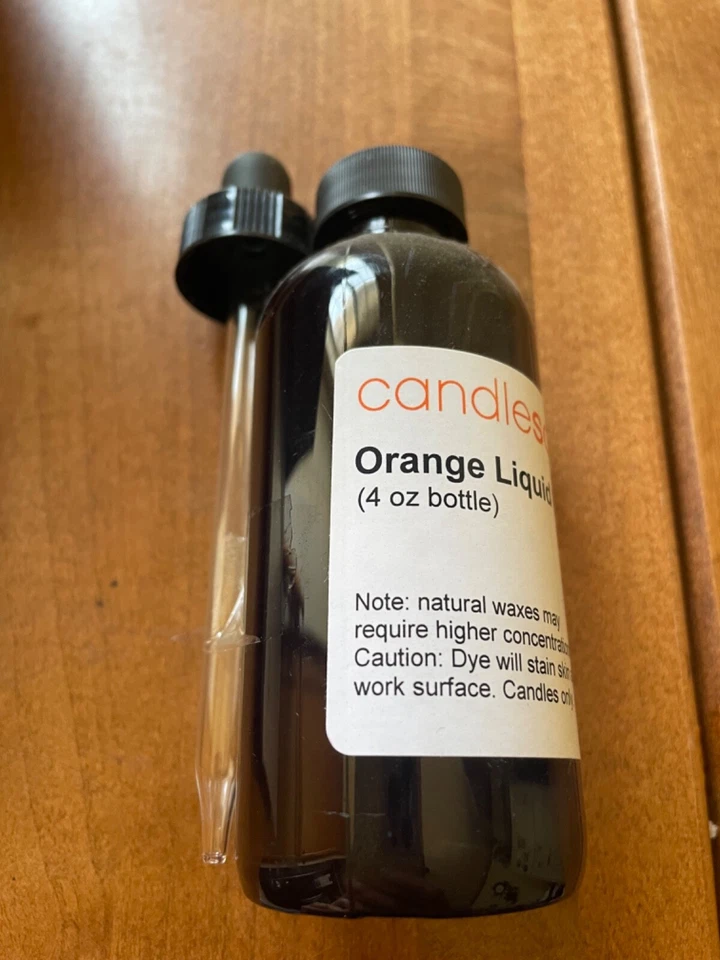 candles
Orange Liquid
(4 oz bottle)
Note: natural waxes may
require higher
Caution: Dye will stain skin
work surface. Candles only